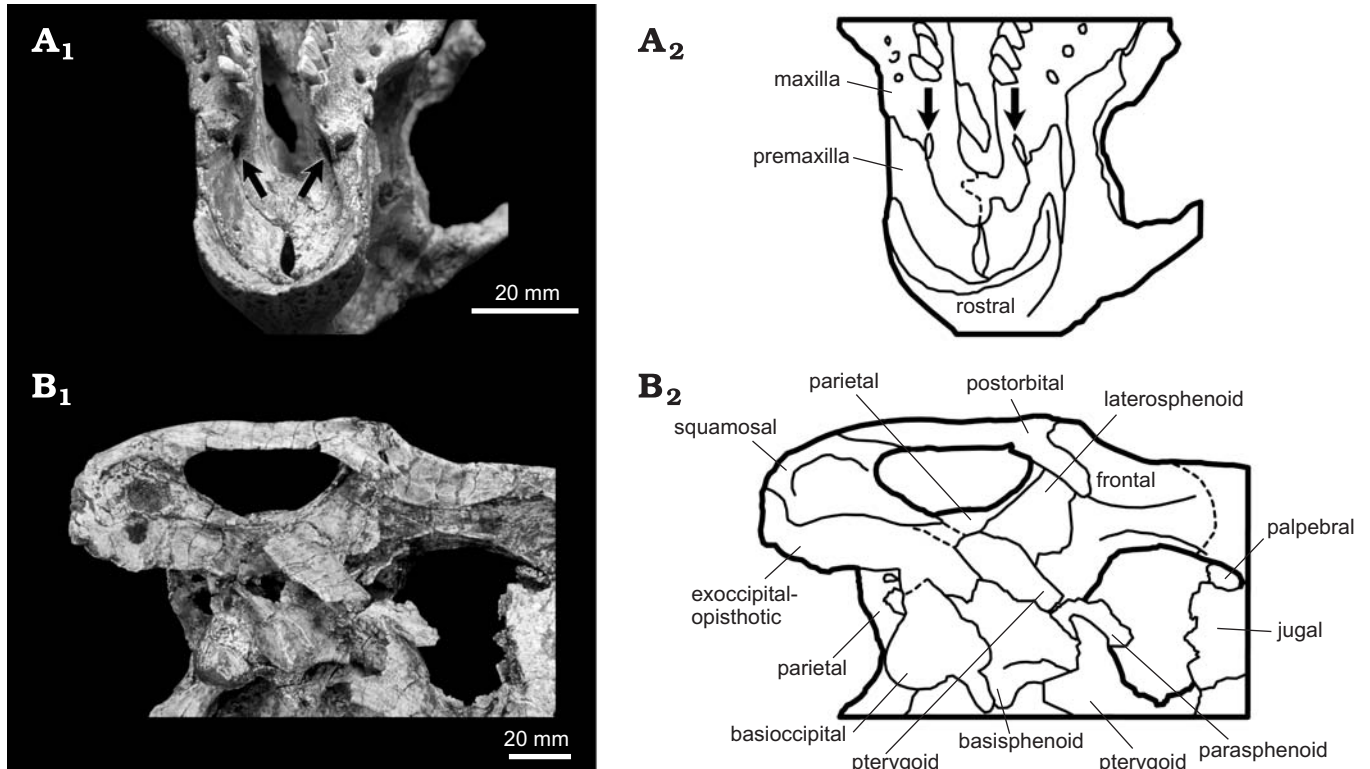 A1
A2
maxilla
premaxilla
20 mm
rostral
B1
B2
parietal
postorbital
laterosphenoid
squamosal
frontal
palpebral
exoccipital-
opisthotic
jugal
parietal
basioccipital
pterygoid
basisphenoid
pterygoid
parasphenoid
20 mm